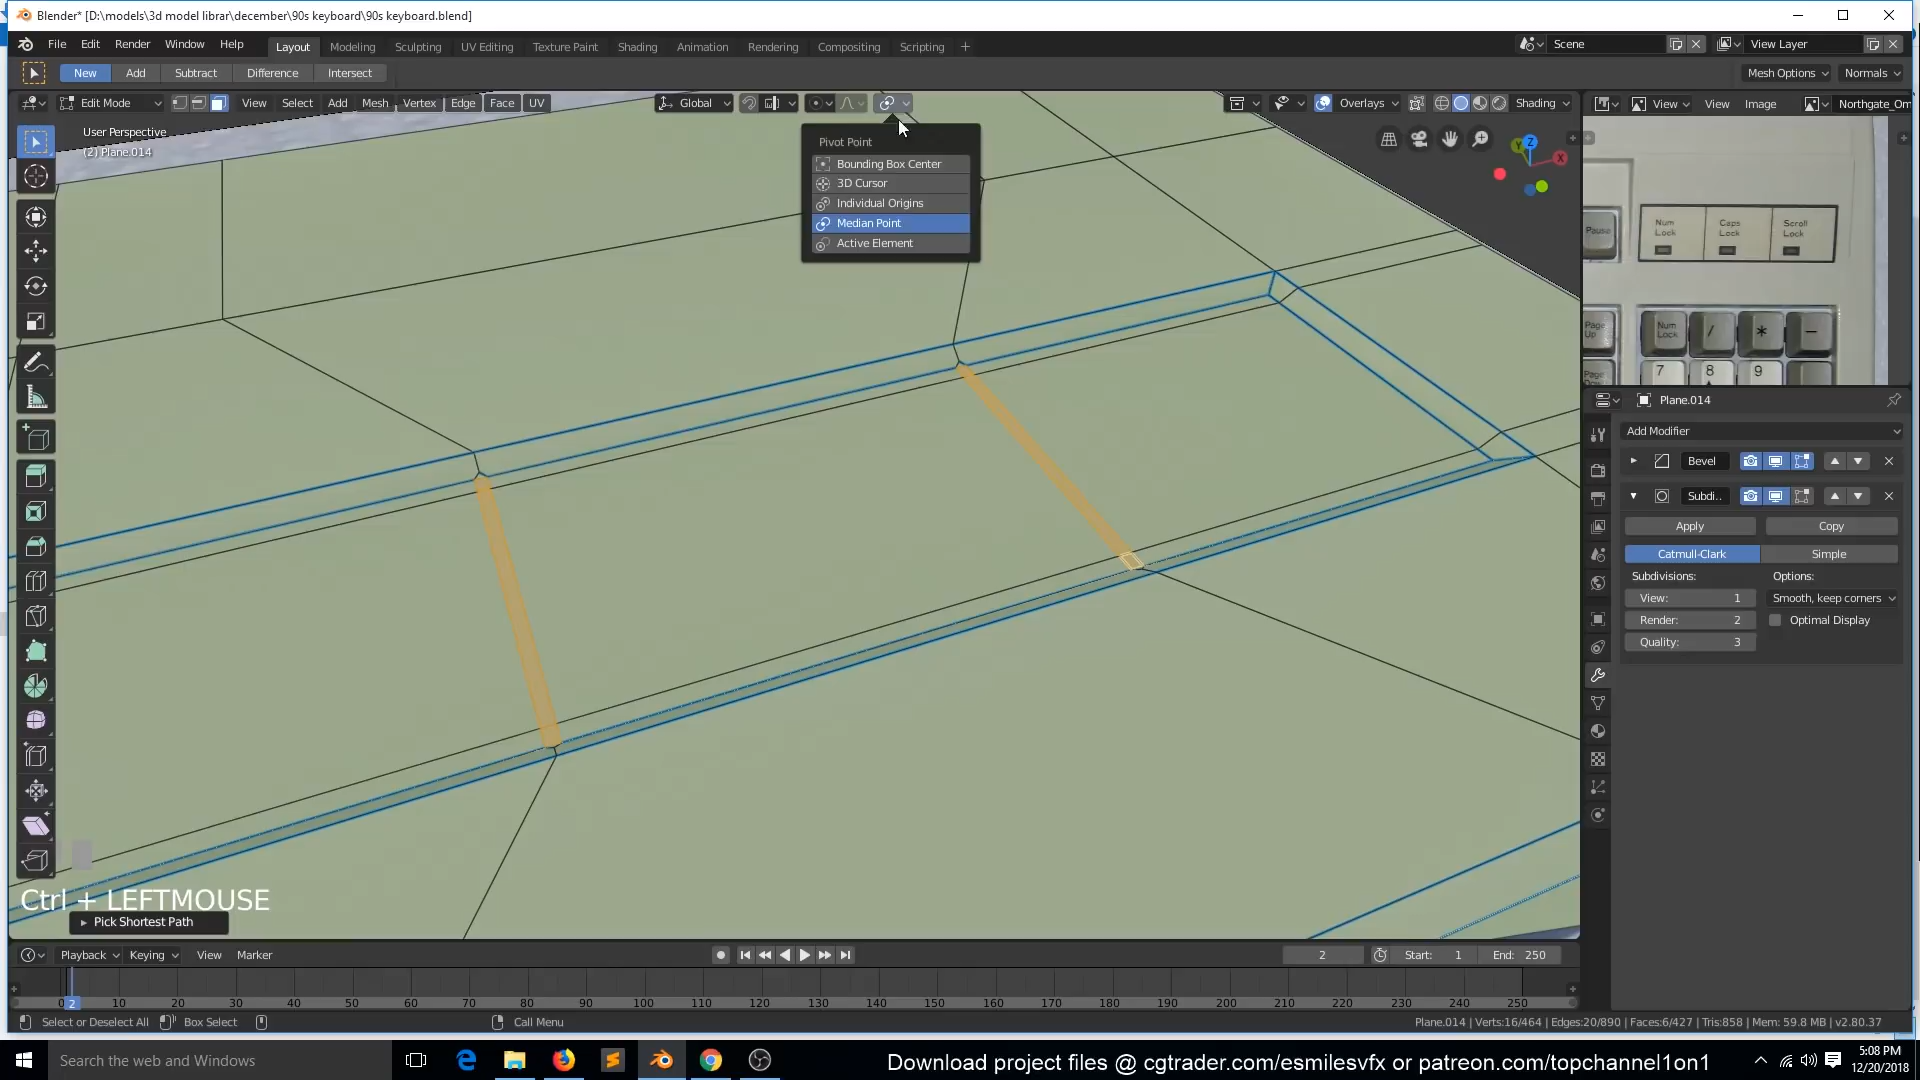 Blender* [D:\models\3d model librar\december\90s keyboard\90s keyboard.blend]
File Edit Render Window Help Layout Modeling Sculpting UV Editing Texture Paint Shading Animation Rendering Compositing Scripting + Scene View Layer
New Add Subtract Difference Intersect Mesh Options Normals
Edit Mode View Select Add Mesh Vertex Edge Face UV Global Overlays Shading View View Image Northgate_Om
User Perspective
(2) Plane.014
Pivot Point
Bounding Box Center
3D Cursor
Individual Origins
Median Point
Active Element
Z
Y
X
Pause
Num Lock
Caps Lock
Scroll Lock
Page Up
Num Lock / * −
7 8 9
Plane.014
Add Modifier
Bevel
Subdi..
Apply Copy
Catmull-Clark Simple
Subdivisions: Options:
View: 1 Smooth, keep corners
Render: 2 Optimal Display
Quality: 3
Ctrl + LEFTMOUSE
Pick Shortest Path
Playback Keying View Marker 2 Start: 1 End: 250
0 2 10 20 30 40 50 60 70 80 90 100 110 120 130 140 150 160 170 180 190 200 210 220 230 240 250
Select or Deselect All Box Select Call Menu Plane.014 | Verts:16/464 | Edges:20/890 | Faces:6/427 | Tris:858 | Mem: 59.8 MB | v2.80.37
Search the web and Windows
Download project files @ cgtrader.com/esmilesvfx or patreon.com/topchannel1on1
5:08 PM
12/20/2018